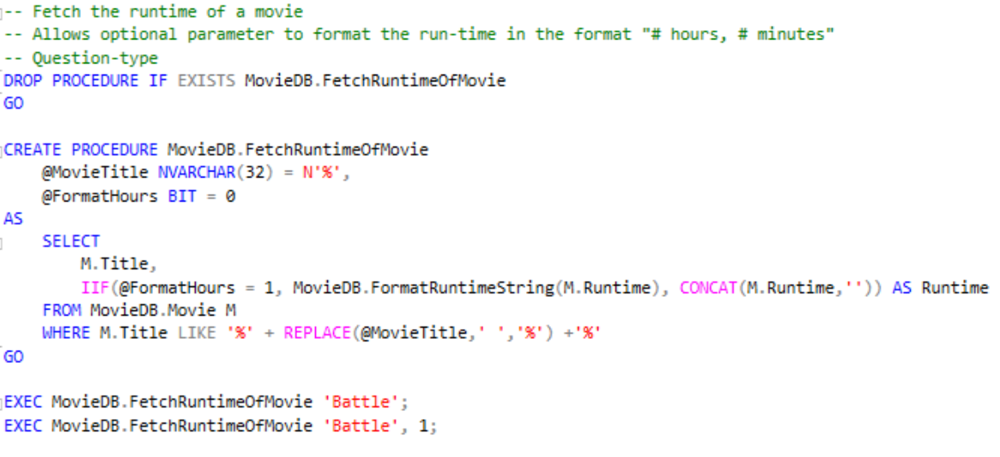 -- Fetch the runtime of a movie
-- Allows optional parameter to format the run-time in the format "# hours, # minutes"
-- Question-type
DROP PROCEDURE IF EXISTS MovieDB.FetchRuntimeOfMovie
GO
CREATE PROCEDURE MovieDB.FetchRuntimeOfMovie
    @MovieTitle NVARCHAR(32) = N'%',
    @FormatHours BIT = 0
AS
    SELECT
        M.Title,
        IIF(@FormatHours = 1, MovieDB.FormatRuntimeString(M.Runtime), CONCAT(M.Runtime,'')) AS Runtime
    FROM MovieDB.Movie M
    WHERE M.Title LIKE '%' + REPLACE(@MovieTitle,' ','%') +'%'
GO
EXEC MovieDB.FetchRuntimeOfMovie 'Battle';
EXEC MovieDB.FetchRuntimeOfMovie 'Battle', 1;